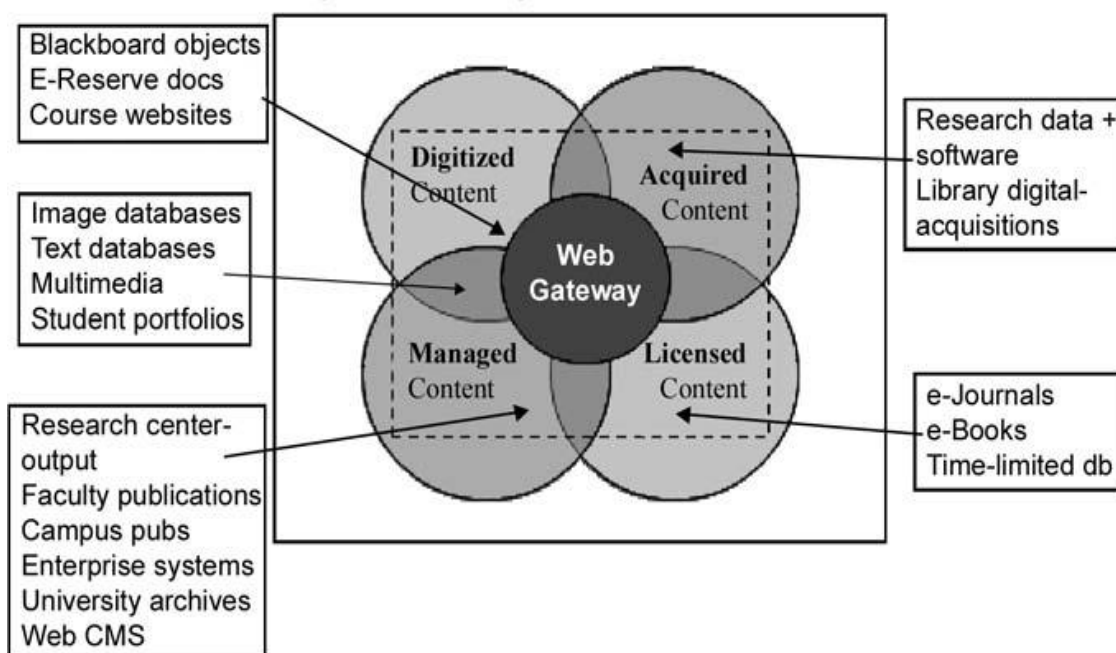 Blackboard objects
E-Reserve docs
Course websites
Image databases
Text databases
Multimedia
Student portfolios
Research center-
output
Faculty publications
Campus pubs
Enterprise systems
University archives
Web CMS
Digitized
Content
Acquired
Content
Web
Gateway
Managed
Content
Licensed
Content
Research data +
software
Library digital-
acquisitions
e-Journals
e-Books
Time-limited db